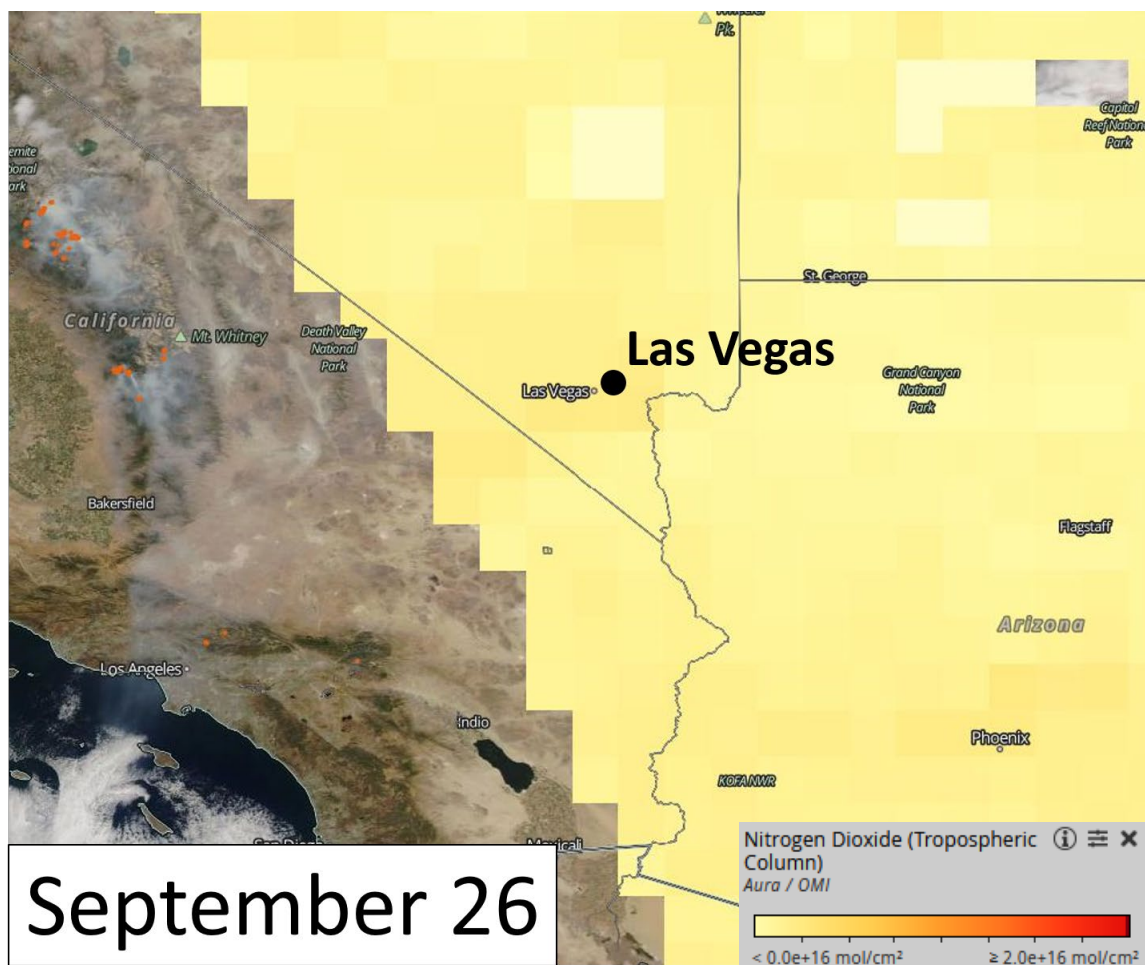 Pk.
Capitol
Reef National
Park
emite
tional
ark
St. George
California
Mt. Whitney
Death Valley
National
Park
Las Vegas
Las Vegas
Grand Canyon
National
Park
Bakersfield
Flagstaff
Arizona
Los Angeles
Indio
Phoenix
KOFA NWR
Mexicali
September 26
Nitrogen Dioxide (Tropospheric
Column)
Aura / OMI
< 0.0e+16 mol/cm²
≥ 2.0e+16 mol/cm²